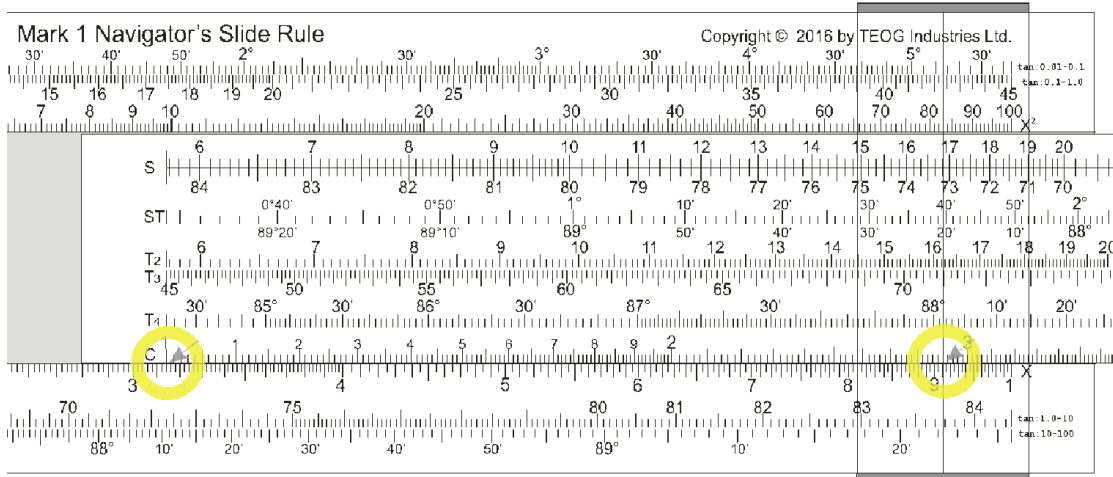 Mark 1 Navigator's Slide Rule Copyright © 2016 by TEOG Industries Ltd.
30' 40' 50' 2° 30' 3° 30' 4° 30' 5° 30' tan:0.01-0.1
15 16 17 18 19 20 25 30 35 40 45 tan:0.1-1.0
7 8 9 10 20 30 40 50 60 70 80 90 100 X²
6 7 8 9 10 11 12 13 14 15 16 17 18 19 20
S
84 83 82 81 80 79 78 77 76 75 74 73 72 71 70
0°40' 0°50' 1° 10' 20' 30' 40' 50' 2°
ST
89°20' 89°10' 89° 50' 40' 30' 20' 10' 88°
T2 6 7 8 9 10 11 12 13 14 15 16 17 18 19 20
T3
45 50 55 60 65 70
T4 30' 85° 30' 86° 30' 87° 30' 88° 10' 20'
C 1 2 3 4 5 6 7 8 9 2 3
3 4 5 6 7 8 9 1 X
70 75 80 81 82 83 84 tan:1.0-10
88° 10' 20' 30' 40' 50' 89° 10' 20' tan:10-100